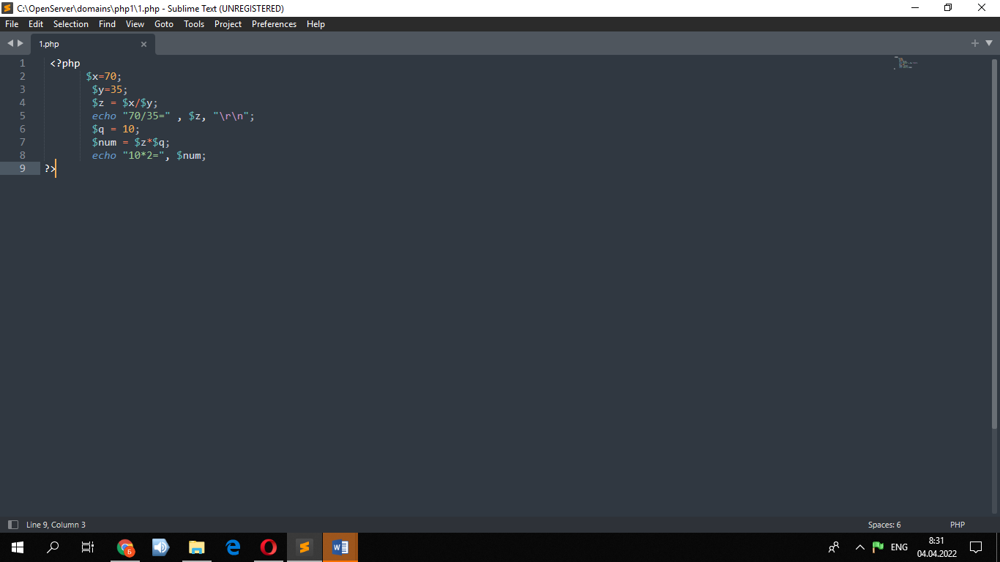 C:\OpenServer\domains\php1\1.php - Sublime Text (UNREGISTERED)
File Edit Selection Find View Goto Tools Project Preferences Help
1.php
1 <?php
2 $x=70;
3 $y=35;
4 $z = $x/$y;
5 echo "70/35=" , $z, "\r\n";
6 $q = 10;
7 $num = $z*$q;
8 echo "10*2=", $num;
9 ?>
Line 9, Column 3 Spaces: 6 PHP
6 ENG 8:31
04.04.2022